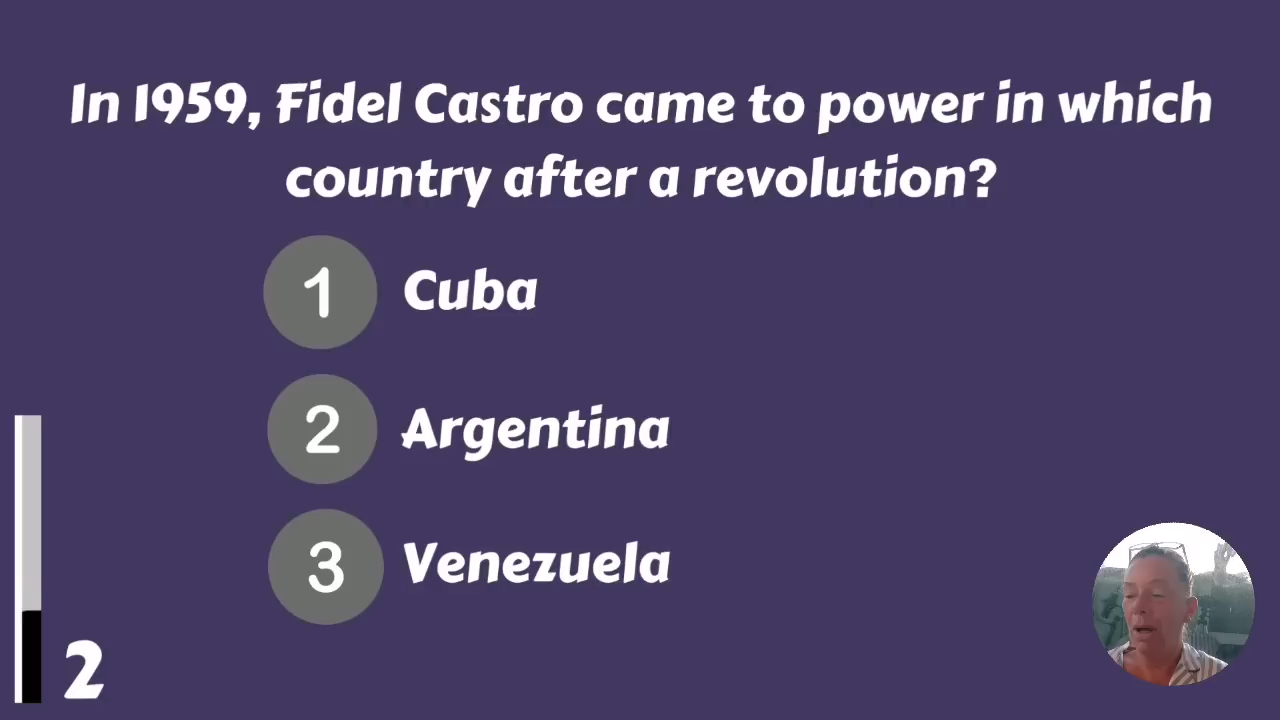 In 1959, Fidel Castro came to power in which
country after a revolution?
1 Cuba
2 Argentina
3 Venezuela
2